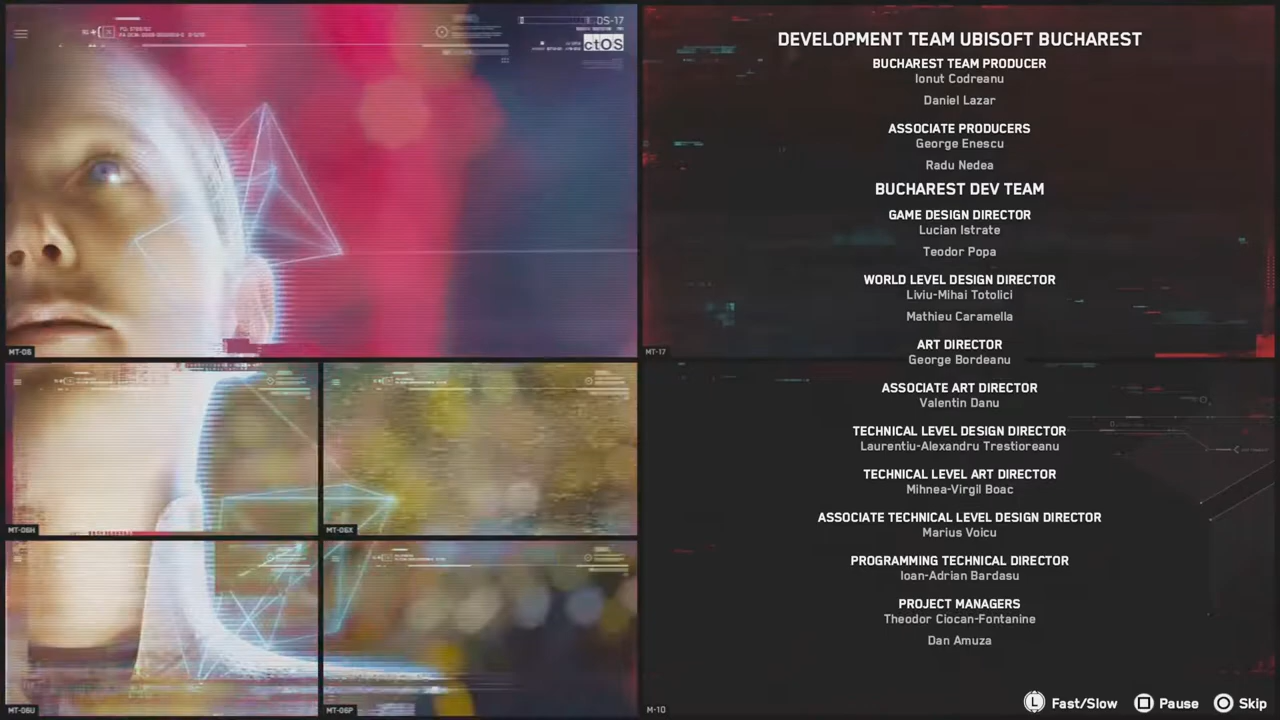 DS-17
ctOS
MT-05
MT-06H
MT-06X
MT-06U
MT-06P
DEVELOPMENT TEAM UBISOFT BUCHAREST
BUCHAREST TEAM PRODUCER
Ionut Codreanu
Daniel Lazar
ASSOCIATE PRODUCERS
George Enescu
Radu Nedea
BUCHAREST DEV TEAM
GAME DESIGN DIRECTOR
Lucian Istrate
Teodor Popa
WORLD LEVEL DESIGN DIRECTOR
Liviu-Mihai Totolici
Mathieu Caramella
MT-17
ART DIRECTOR
George Bordeanu
ASSOCIATE ART DIRECTOR
Valentin Danu
TECHNICAL LEVEL DESIGN DIRECTOR
Laurentiu-Alexandru Trestioreanu
TECHNICAL LEVEL ART DIRECTOR
Mihnea-Virgil Boac
ASSOCIATE TECHNICAL LEVEL DESIGN DIRECTOR
Marius Voicu
PROGRAMMING TECHNICAL DIRECTOR
Ioan-Adrian Bardasu
PROJECT MANAGERS
Theodor Ciocan-Fontanine
Dan Amuza
M-10
L Fast/Slow Pause Skip